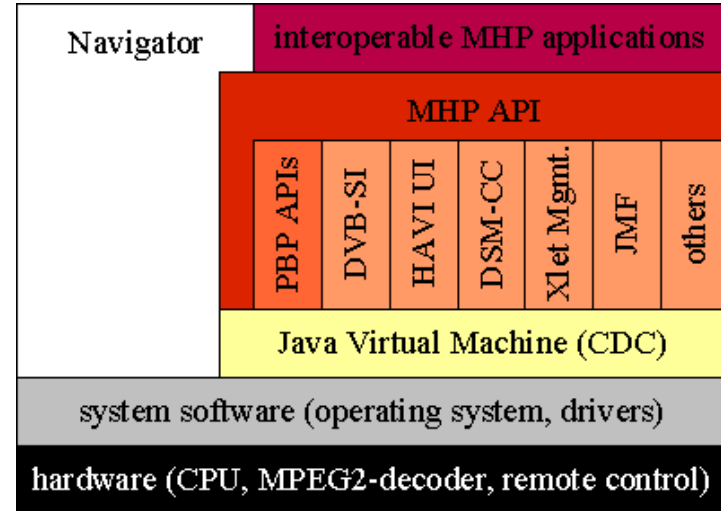 Navigator
interoperable MHP applications
MHP API
PBP APIs
DVB-SI
HAVI UI
DSM-CC
Xlet Mgmt.
JMF
others
Java Virtual Machine (CDC)
system software (operating system, drivers)
hardware (CPU, MPEG2-decoder, remote control)